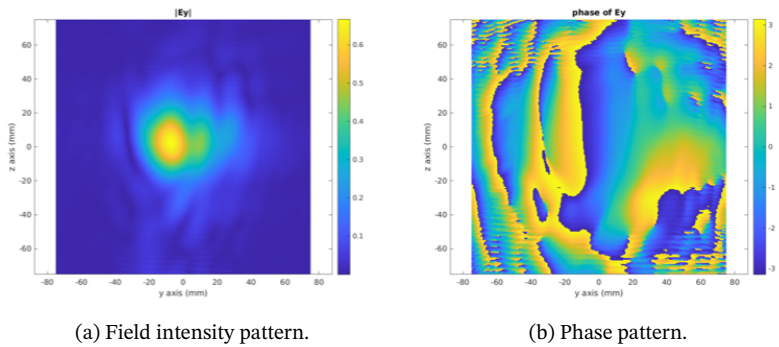 |Ey|
60
40
20
0
-20
-40
-60
z axis (mm)
-80 -60 -40 -20 0 20 40 60 80
y axis (mm)
0.6
0.5
0.4
0.3
0.2
0.1
(a) Field intensity pattern.
phase of Ey
60
40
20
0
-20
-40
-60
z axis (mm)
-80 -60 -40 -20 0 20 40 60 80
y axis (mm)
3
2
1
0
-1
-2
-3
(b) Phase pattern.